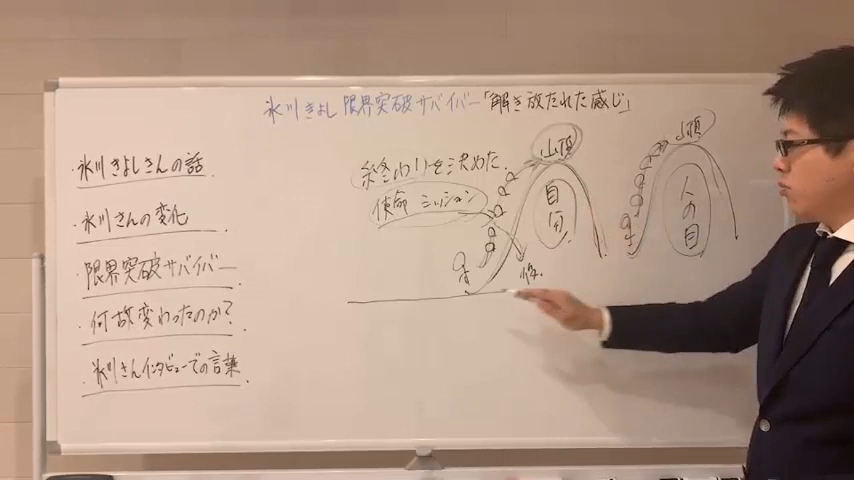 氷川きよし 限界突破サバイバー「解き放たれた感じ」
・氷川きよしさんの話
・氷川さんの変化
・限界突破サバイバー
・何故変わったのか?
・氷川さんインタビューでの言葉
終わりを決めた
使命 ミッション
山頂
自向
山頂
人の目